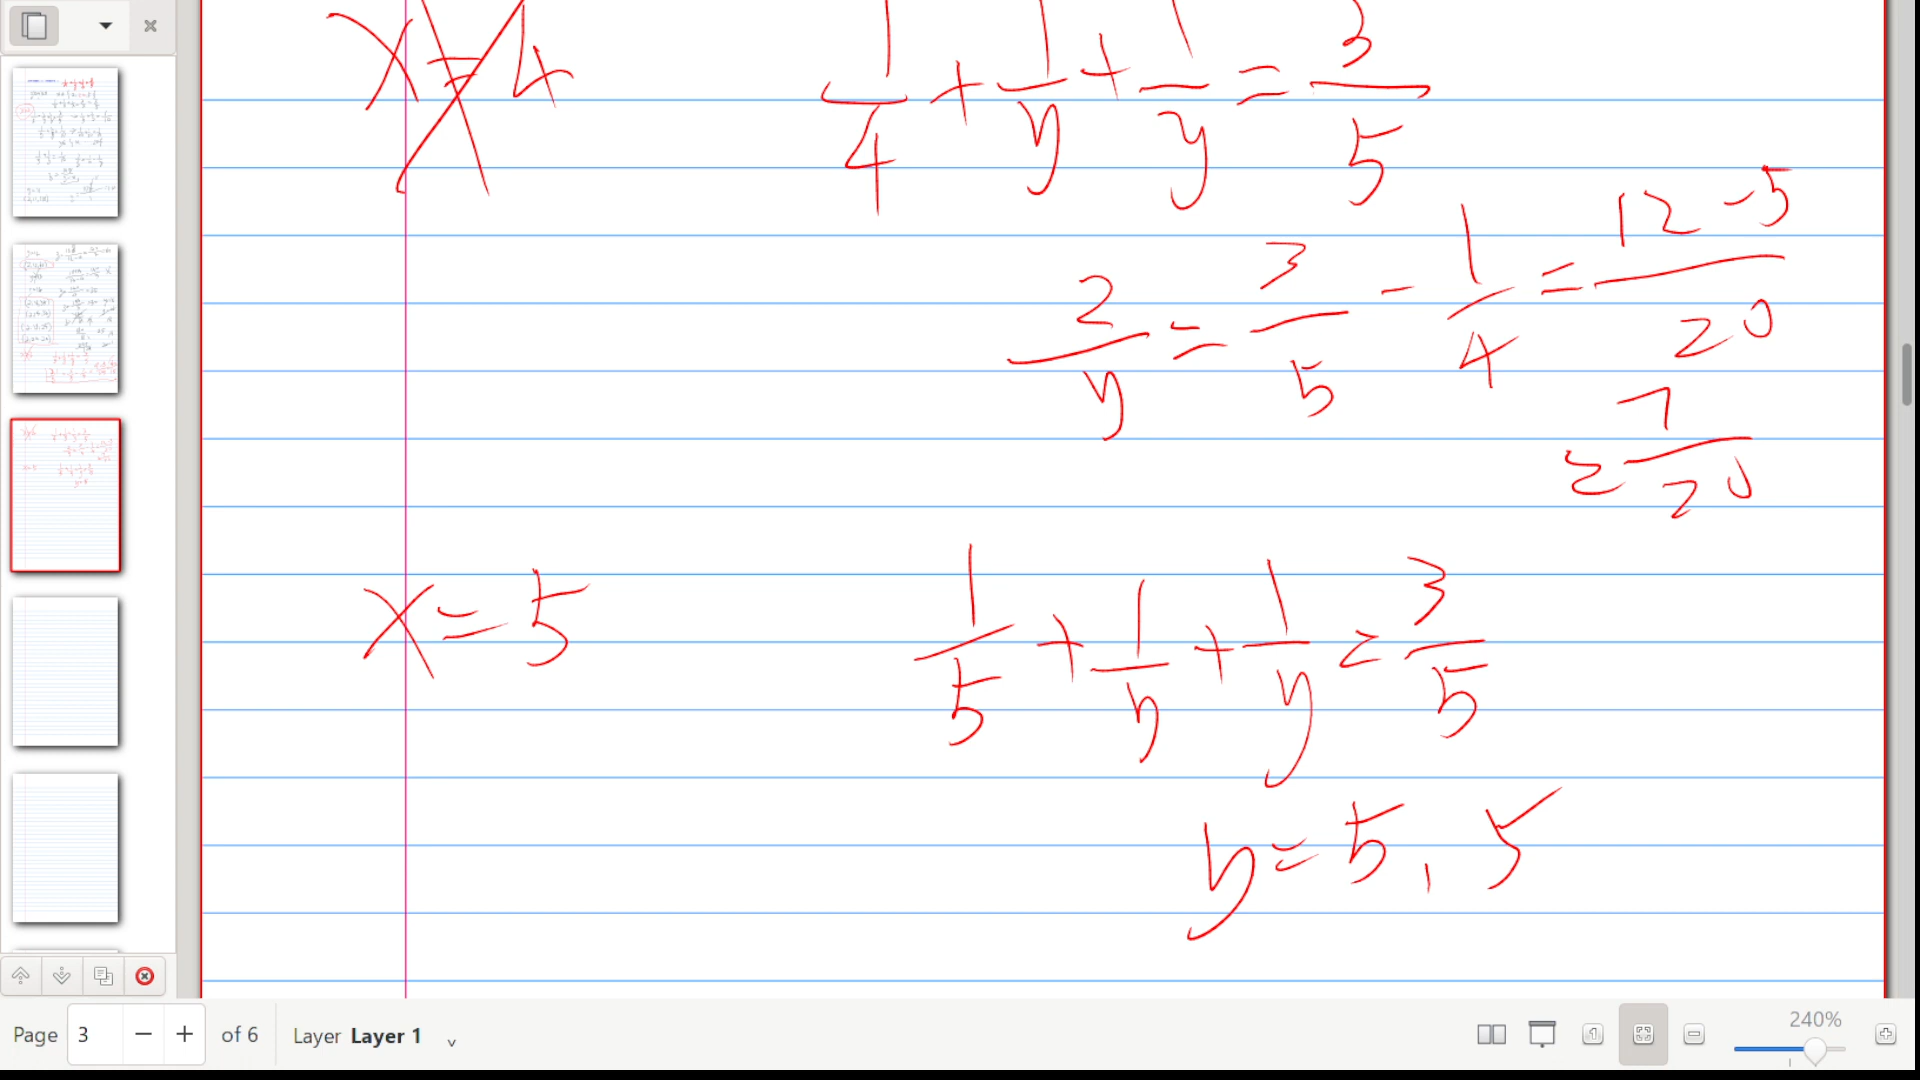 x = 4
1/4 + 1/y + 1/y = 3/5
2/y = 3/5 - 1/4 = 12 - 5/20
= 7/20
x = 5
1/5 + 1/y + 1/y = 3/5
y = 5, 5
Page 3 of 6 Layer Layer 1
240%